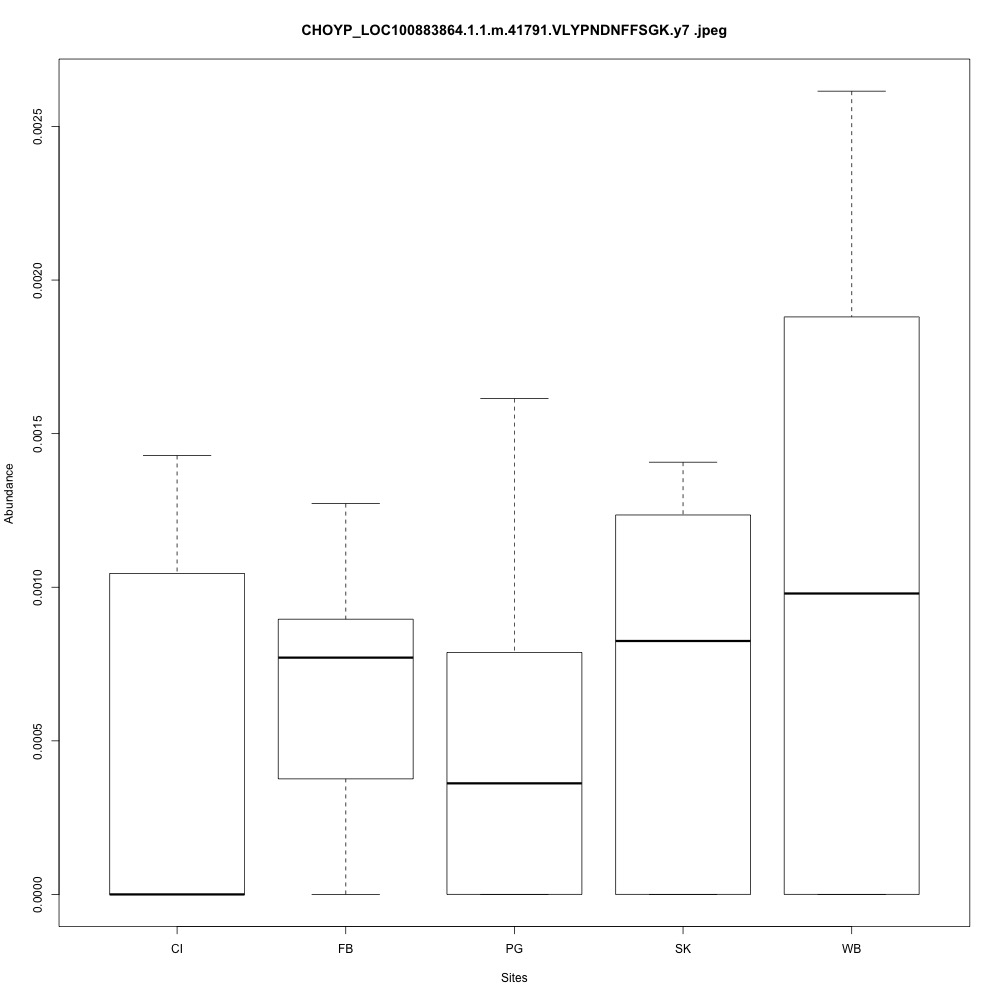 CHOYP_LOC100883864.1.1.m.41791.VLYPNDNFFSGK.y7 .jpeg
Abundance
0.0025
0.0020
0.0015
0.0010
0.0005
0.0000
CI FB PG SK WB
Sites